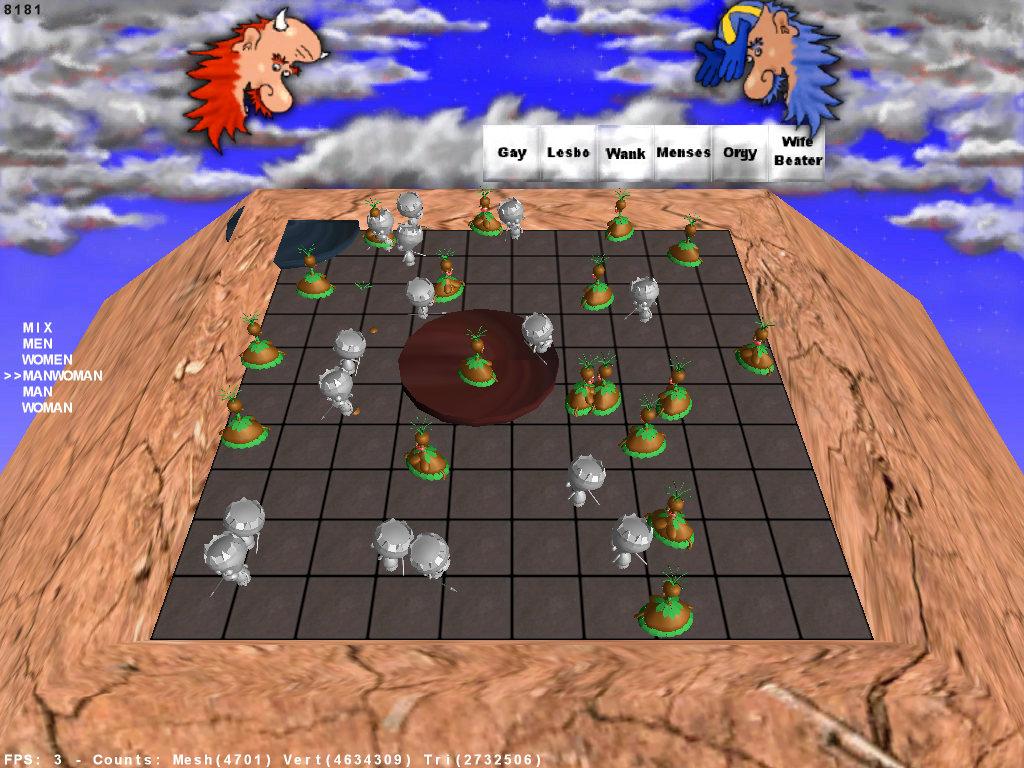 8181
Gay Lesbo Wank Menses Orgy Wife Beater
MIX
MEN
WOMEN
>>MANWOMAN
MAN
WOMAN
FPS: 3 - Counts: Mesh(4701) Vert(4634309) Tri(2732506)